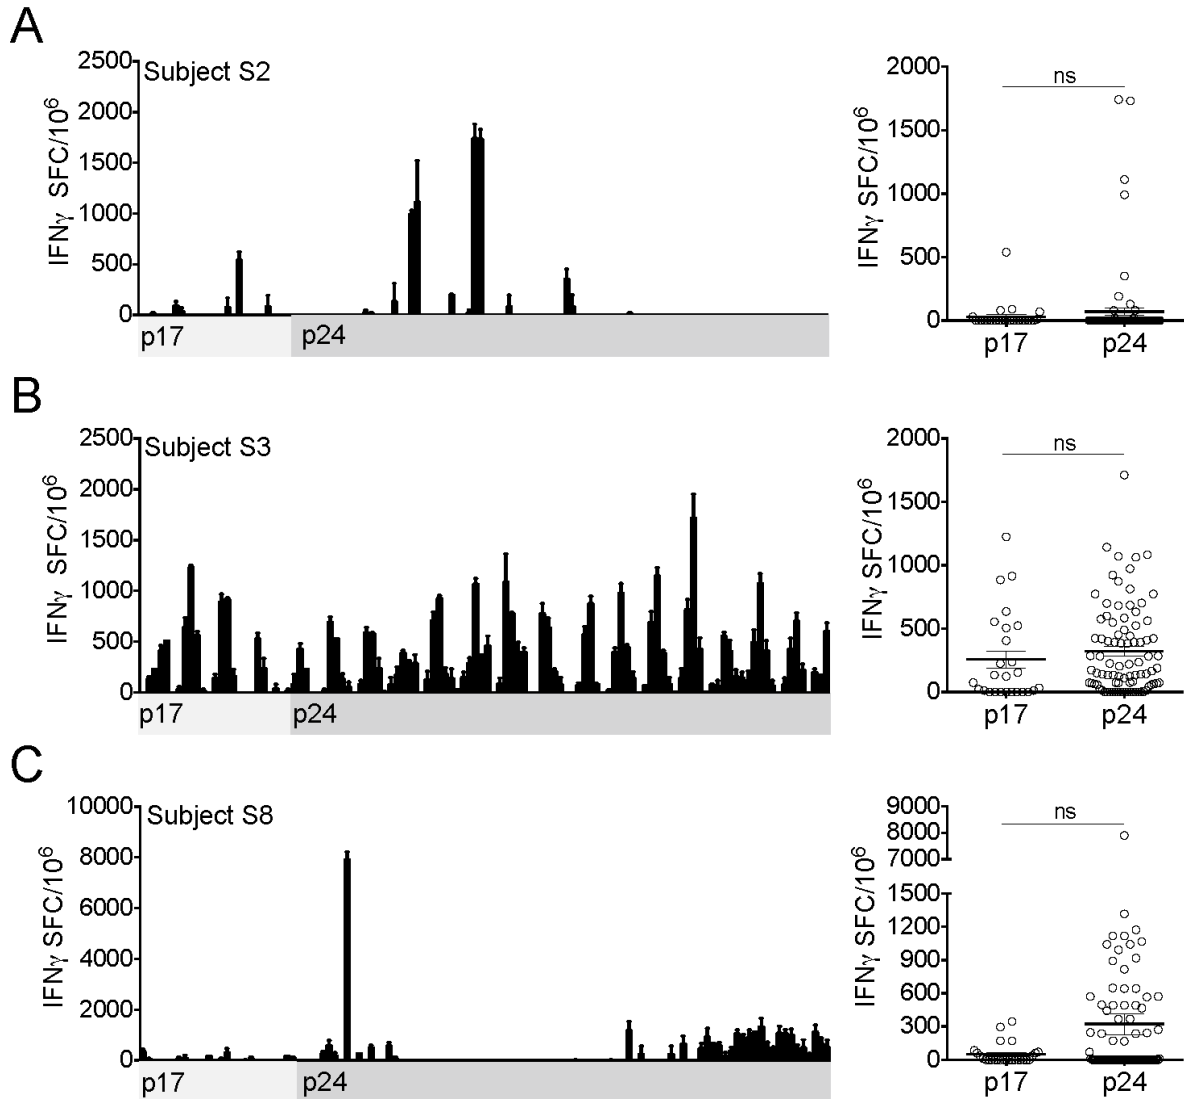 A
Subject S2
IFNγ SFC/10⁶
2500
2000
1500
1000
500
0
p17
p24
IFNγ SFC/10⁶
2000
1500
1000
500
0
ns
p17
p24
B
Subject S3
IFNγ SFC/10⁶
2500
2000
1500
1000
500
0
p17
p24
IFNγ SFC/10⁶
2000
1500
1000
500
0
ns
p17
p24
C
Subject S8
IFNγ SFC/10⁶
10000
8000
6000
4000
2000
0
p17
p24
IFNγ SFC/10⁶
9000
8000
7000
1500
1200
900
600
300
0
ns
p17
p24